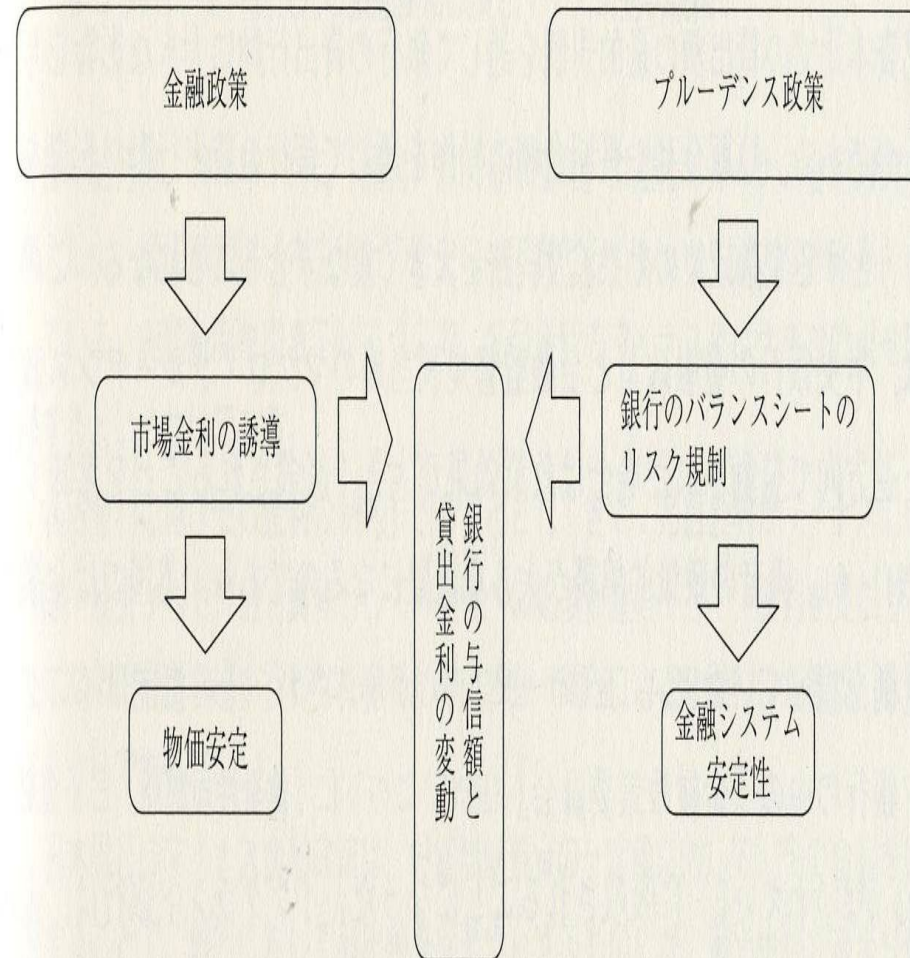 金融政策
プルーデンス政策
市場金利の誘導
銀行のバランスシートの
リスク規制
銀行の与信額と
貸出金利の変動
物価安定
金融システム
安定性